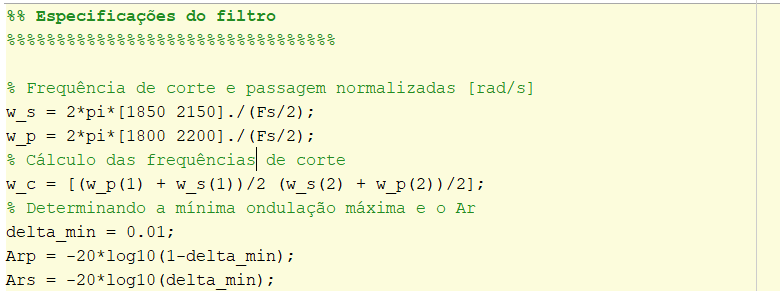 %% Especificações do filtro
%%%%%%%%%%%%%%%%%%%%%%%%%%%%%%%%%
% Frequência de corte e passagem normalizadas [rad/s]
w_s = 2*pi*[1850 2150]./(Fs/2);
w_p = 2*pi*[1800 2200]./(Fs/2);
% Cálculo das frequências de corte
w_c = [(w_p(1) + w_s(1))/2 (w_s(2) + w_p(2))/2];
% Determinando a mínima ondulação máxima e o Ar
delta_min = 0.01;
Arp = -20*log10(1-delta_min);
Ars = -20*log10(delta_min);